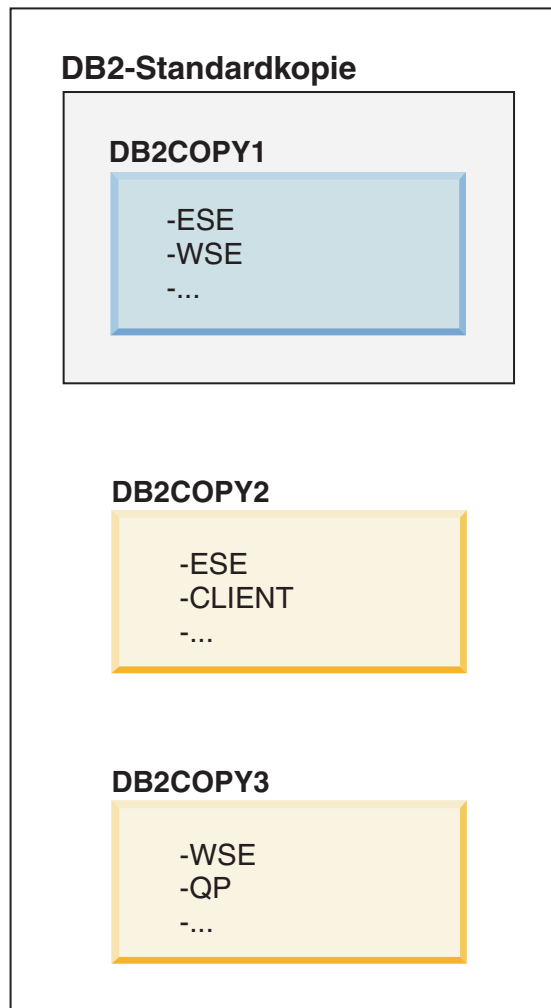 DB2-Standardkopie
DB2COPY1
-ESE
-WSE
-...
DB2COPY2
-ESE
-CLIENT
-...
DB2COPY3
-WSE
-QP
-...